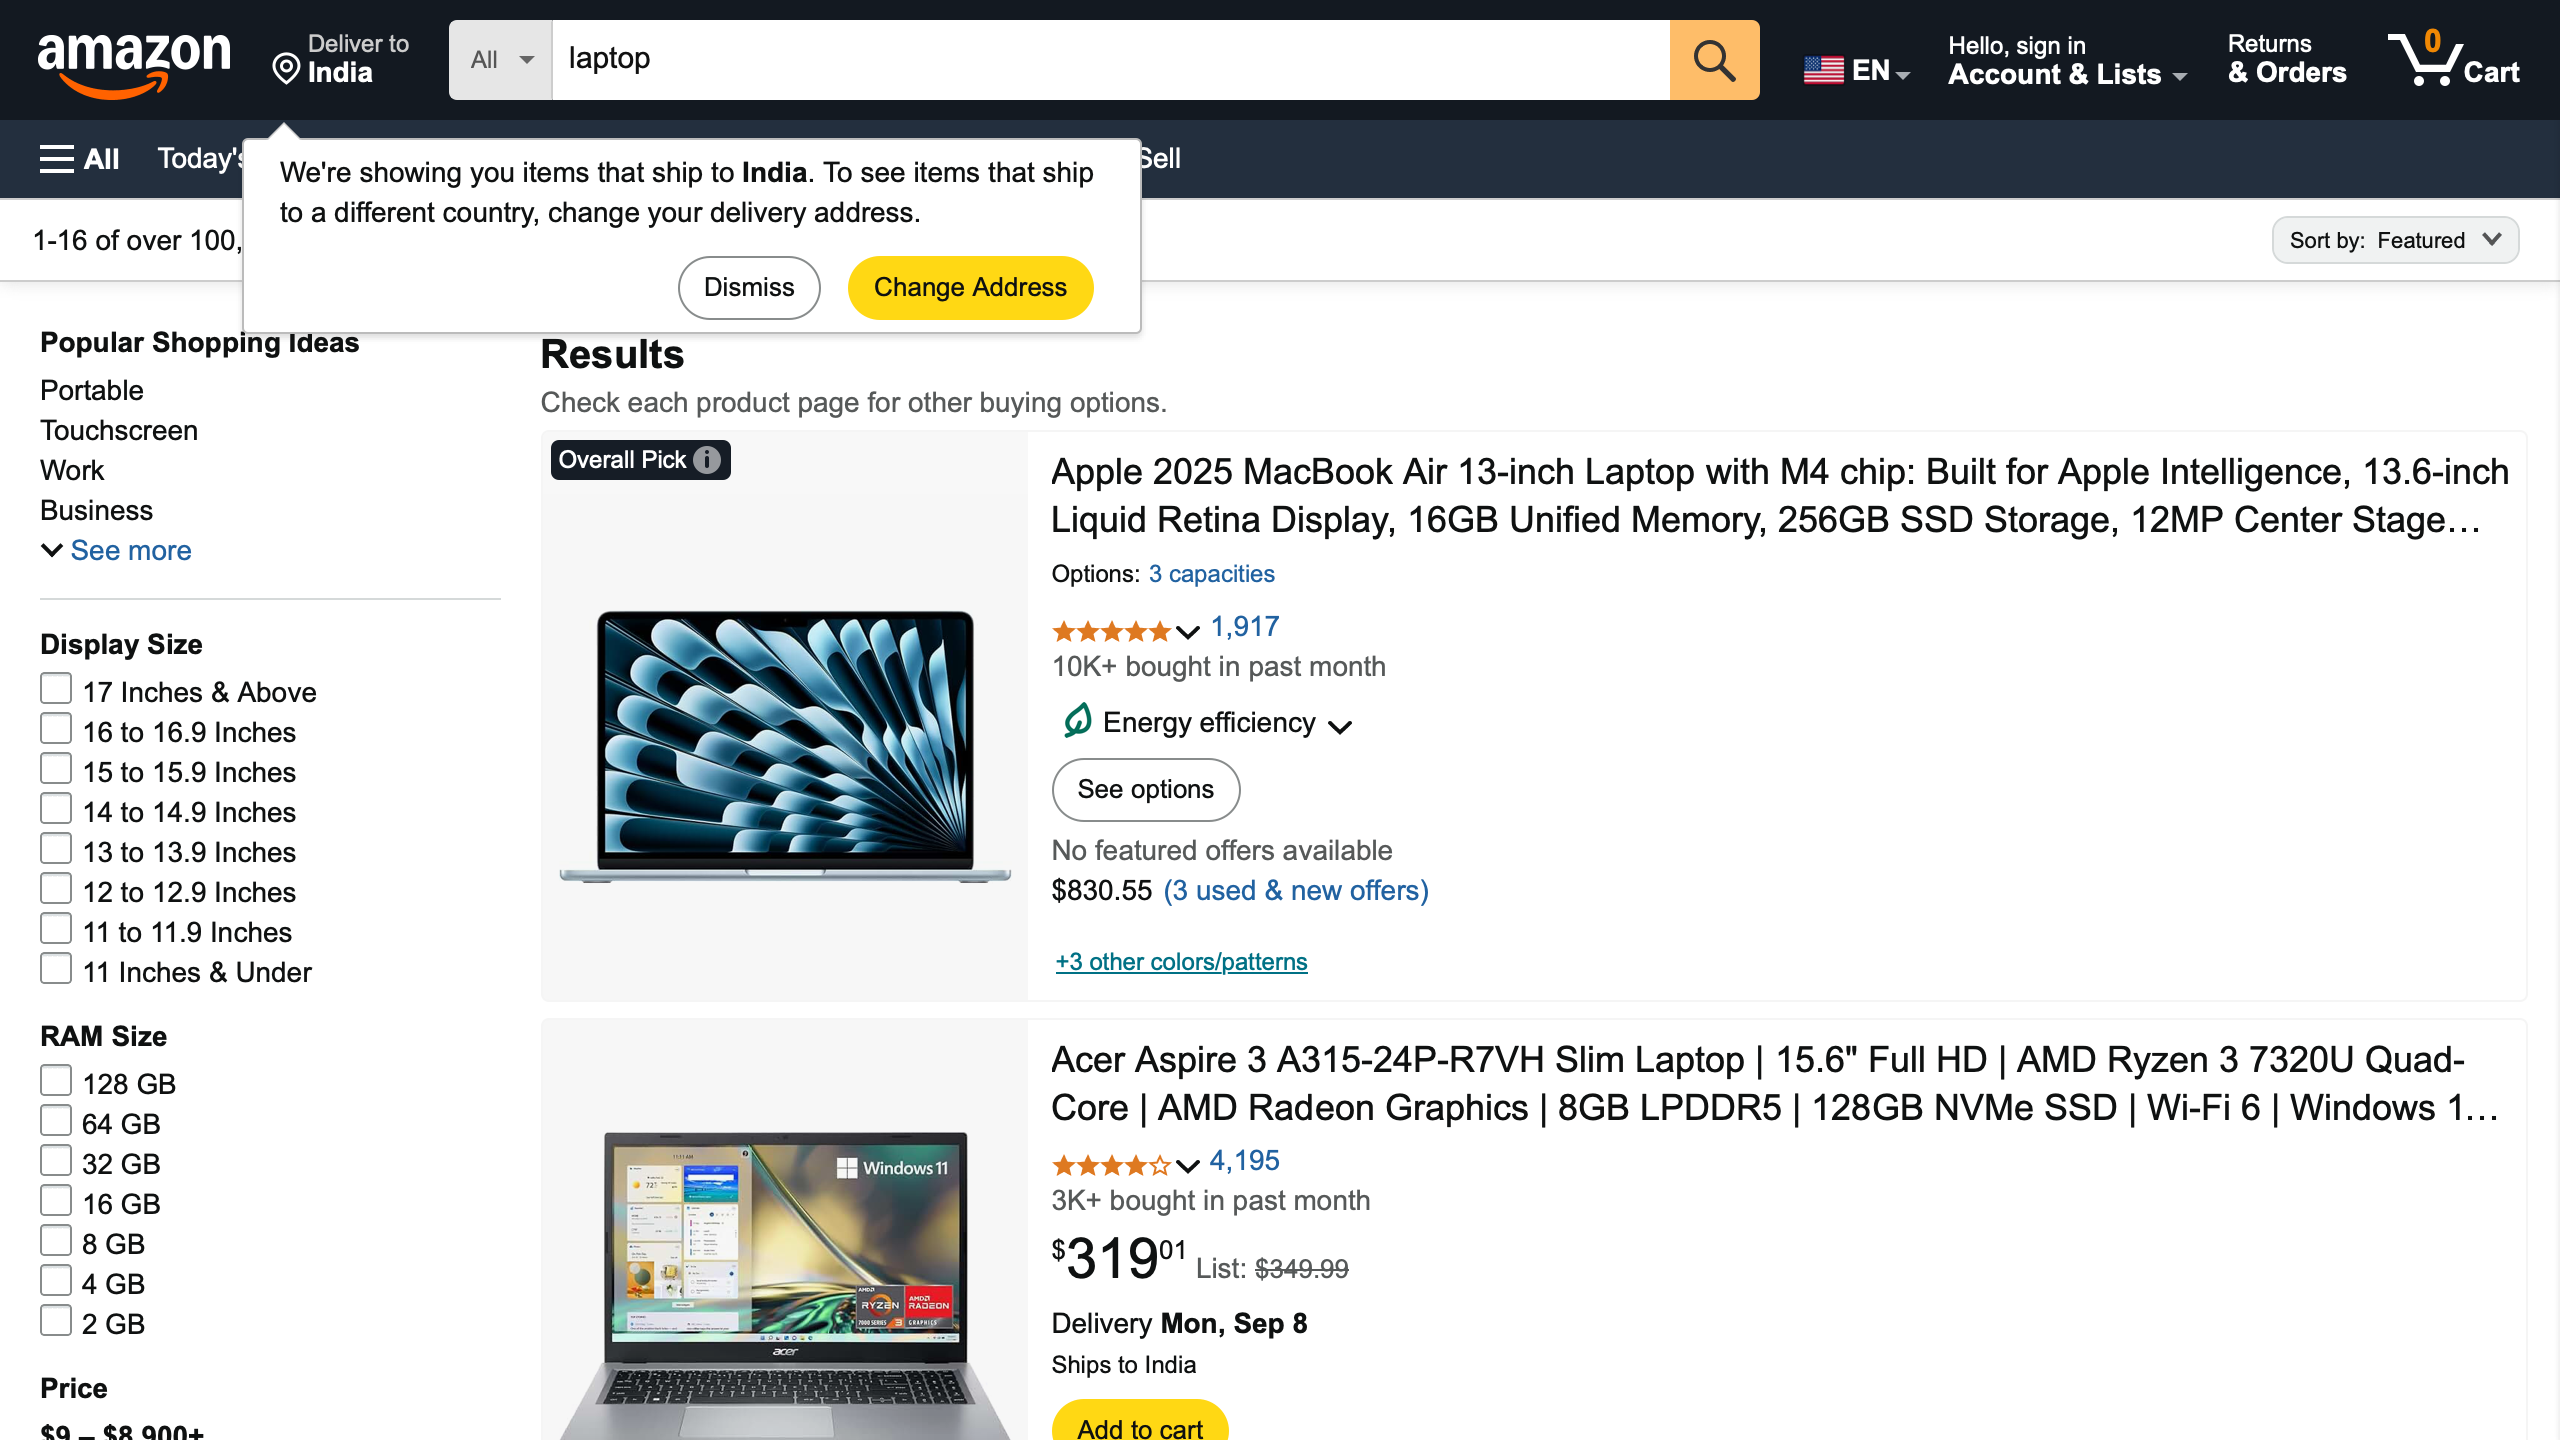 amazon
Deliver to
India
All
laptop
EN
Hello, sign in
Account & Lists
Returns
& Orders
0
Cart
All
Today's
Sell
We're showing you items that ship to India. To see items that ship
to a different country, change your delivery address.
Dismiss
Change Address
1-16 of over 100,
Sort by: Featured
Popular Shopping Ideas
Portable
Touchscreen
Work
Business
See more
Display Size
17 Inches & Above
16 to 16.9 Inches
15 to 15.9 Inches
14 to 14.9 Inches
13 to 13.9 Inches
12 to 12.9 Inches
11 to 11.9 Inches
11 Inches & Under
RAM Size
128 GB
64 GB
32 GB
16 GB
8 GB
4 GB
2 GB
Price
$9 – $8,900+
Results
Check each product page for other buying options.
Overall Pick
Apple 2025 MacBook Air 13-inch Laptop with M4 chip: Built for Apple Intelligence, 13.6-inch
Liquid Retina Display, 16GB Unified Memory, 256GB SSD Storage, 12MP Center Stage…
Options: 3 capacities
1,917
10K+ bought in past month
Energy efficiency
See options
No featured offers available
$830.55 (3 used & new offers)
+3 other colors/patterns
Windows 11
AMD
RYZEN
7000 SERIES 3
AMD
RADEON
GRAPHICS
acer
Acer Aspire 3 A315-24P-R7VH Slim Laptop | 15.6" Full HD | AMD Ryzen 3 7320U Quad-
Core | AMD Radeon Graphics | 8GB LPDDR5 | 128GB NVMe SSD | Wi-Fi 6 | Windows 1…
4,195
3K+ bought in past month
$319.01 List: $349.99
Delivery Mon, Sep 8
Ships to India
Add to cart